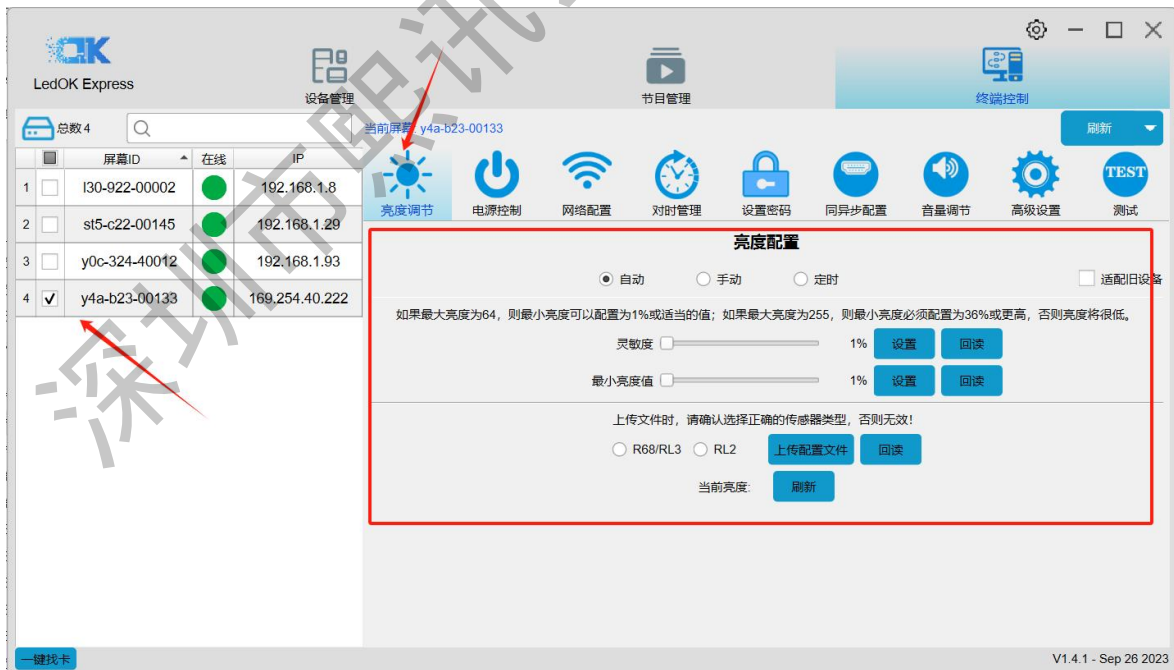 LedOK Express
设备管理
节目管理
终端控制
总数 4
当前屏幕 y4a-b23-00133
刷新
屏幕ID 在线 IP
1 l30-922-00002 192.168.1.8
2 st5-c22-00145 192.168.1.29
3 y0c-324-40012 192.168.1.93
4 y4a-b23-00133 169.254.40.222
亮度调节 电源控制 网络配置 对时管理 设置密码 同异步配置 音量调节 高级设置 测试
TEST
亮度配置
自动 手动 定时 适配旧设备
如果最大亮度为64，则最小亮度可以配置为1%或适当的值；如果最大亮度为255，则最小亮度必须配置为36%或更高，否则亮度将很低。
灵敏度 1% 设置 回读
最小亮度值 1% 设置 回读
上传文件时，请确认选择正确的传感器类型，否则无效!
R68/RL3 RL2 上传配置文件 回读
当前亮度: 刷新
一键找卡
V1.4.1 - Sep 26 2023
深圳市熙讯